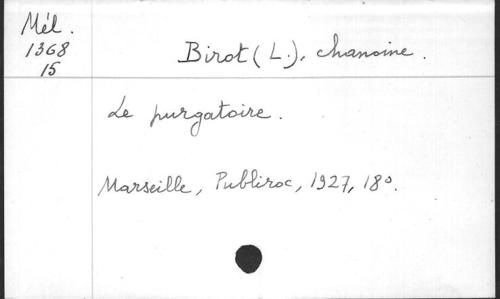 Mél.
1368
15
Birot (L.), chanoine.
Le purgatoire.
Marseille, Publiroc, 1927, 18°.